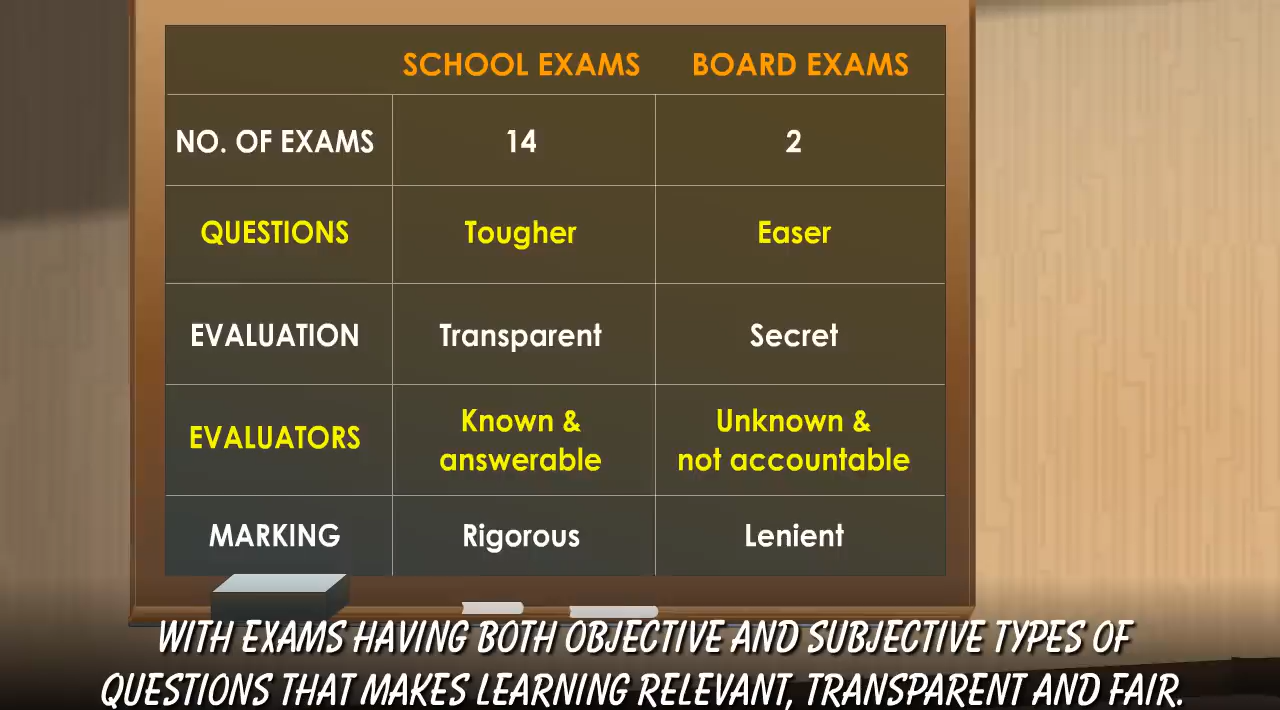 SCHOOL EXAMS BOARD EXAMS
NO. OF EXAMS 14 2
QUESTIONS Tougher Easer
EVALUATION Transparent Secret
EVALUATORS Known & answerable Unknown & not accountable
MARKING Rigorous Lenient
WITH EXAMS HAVING BOTH OBJECTIVE AND SUBJECTIVE TYPES OF
QUESTIONS THAT MAKES LEARNING RELEVANT, TRANSPARENT AND FAIR.